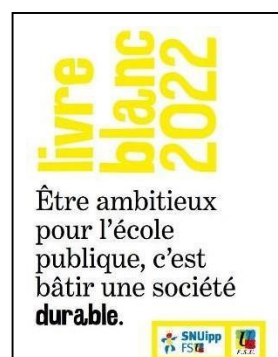 livre
blanc
2022
Être ambitieux
pour l'école
publique, c'est
bâtir une société
durable.
SNUipp
FSU
F.S.U.